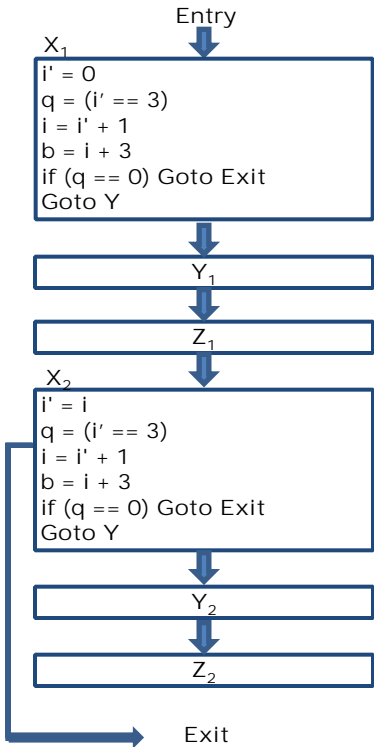 Entry
X₁
i' = 0
q = (i' == 3)
i = i' + 1
b = i + 3
if (q == 0) Goto Exit
Goto Y
Y₁
Z₁
X₂
i' = i
q = (i' == 3)
i = i' + 1
b = i + 3
if (q == 0) Goto Exit
Goto Y
Y₂
Z₂
Exit